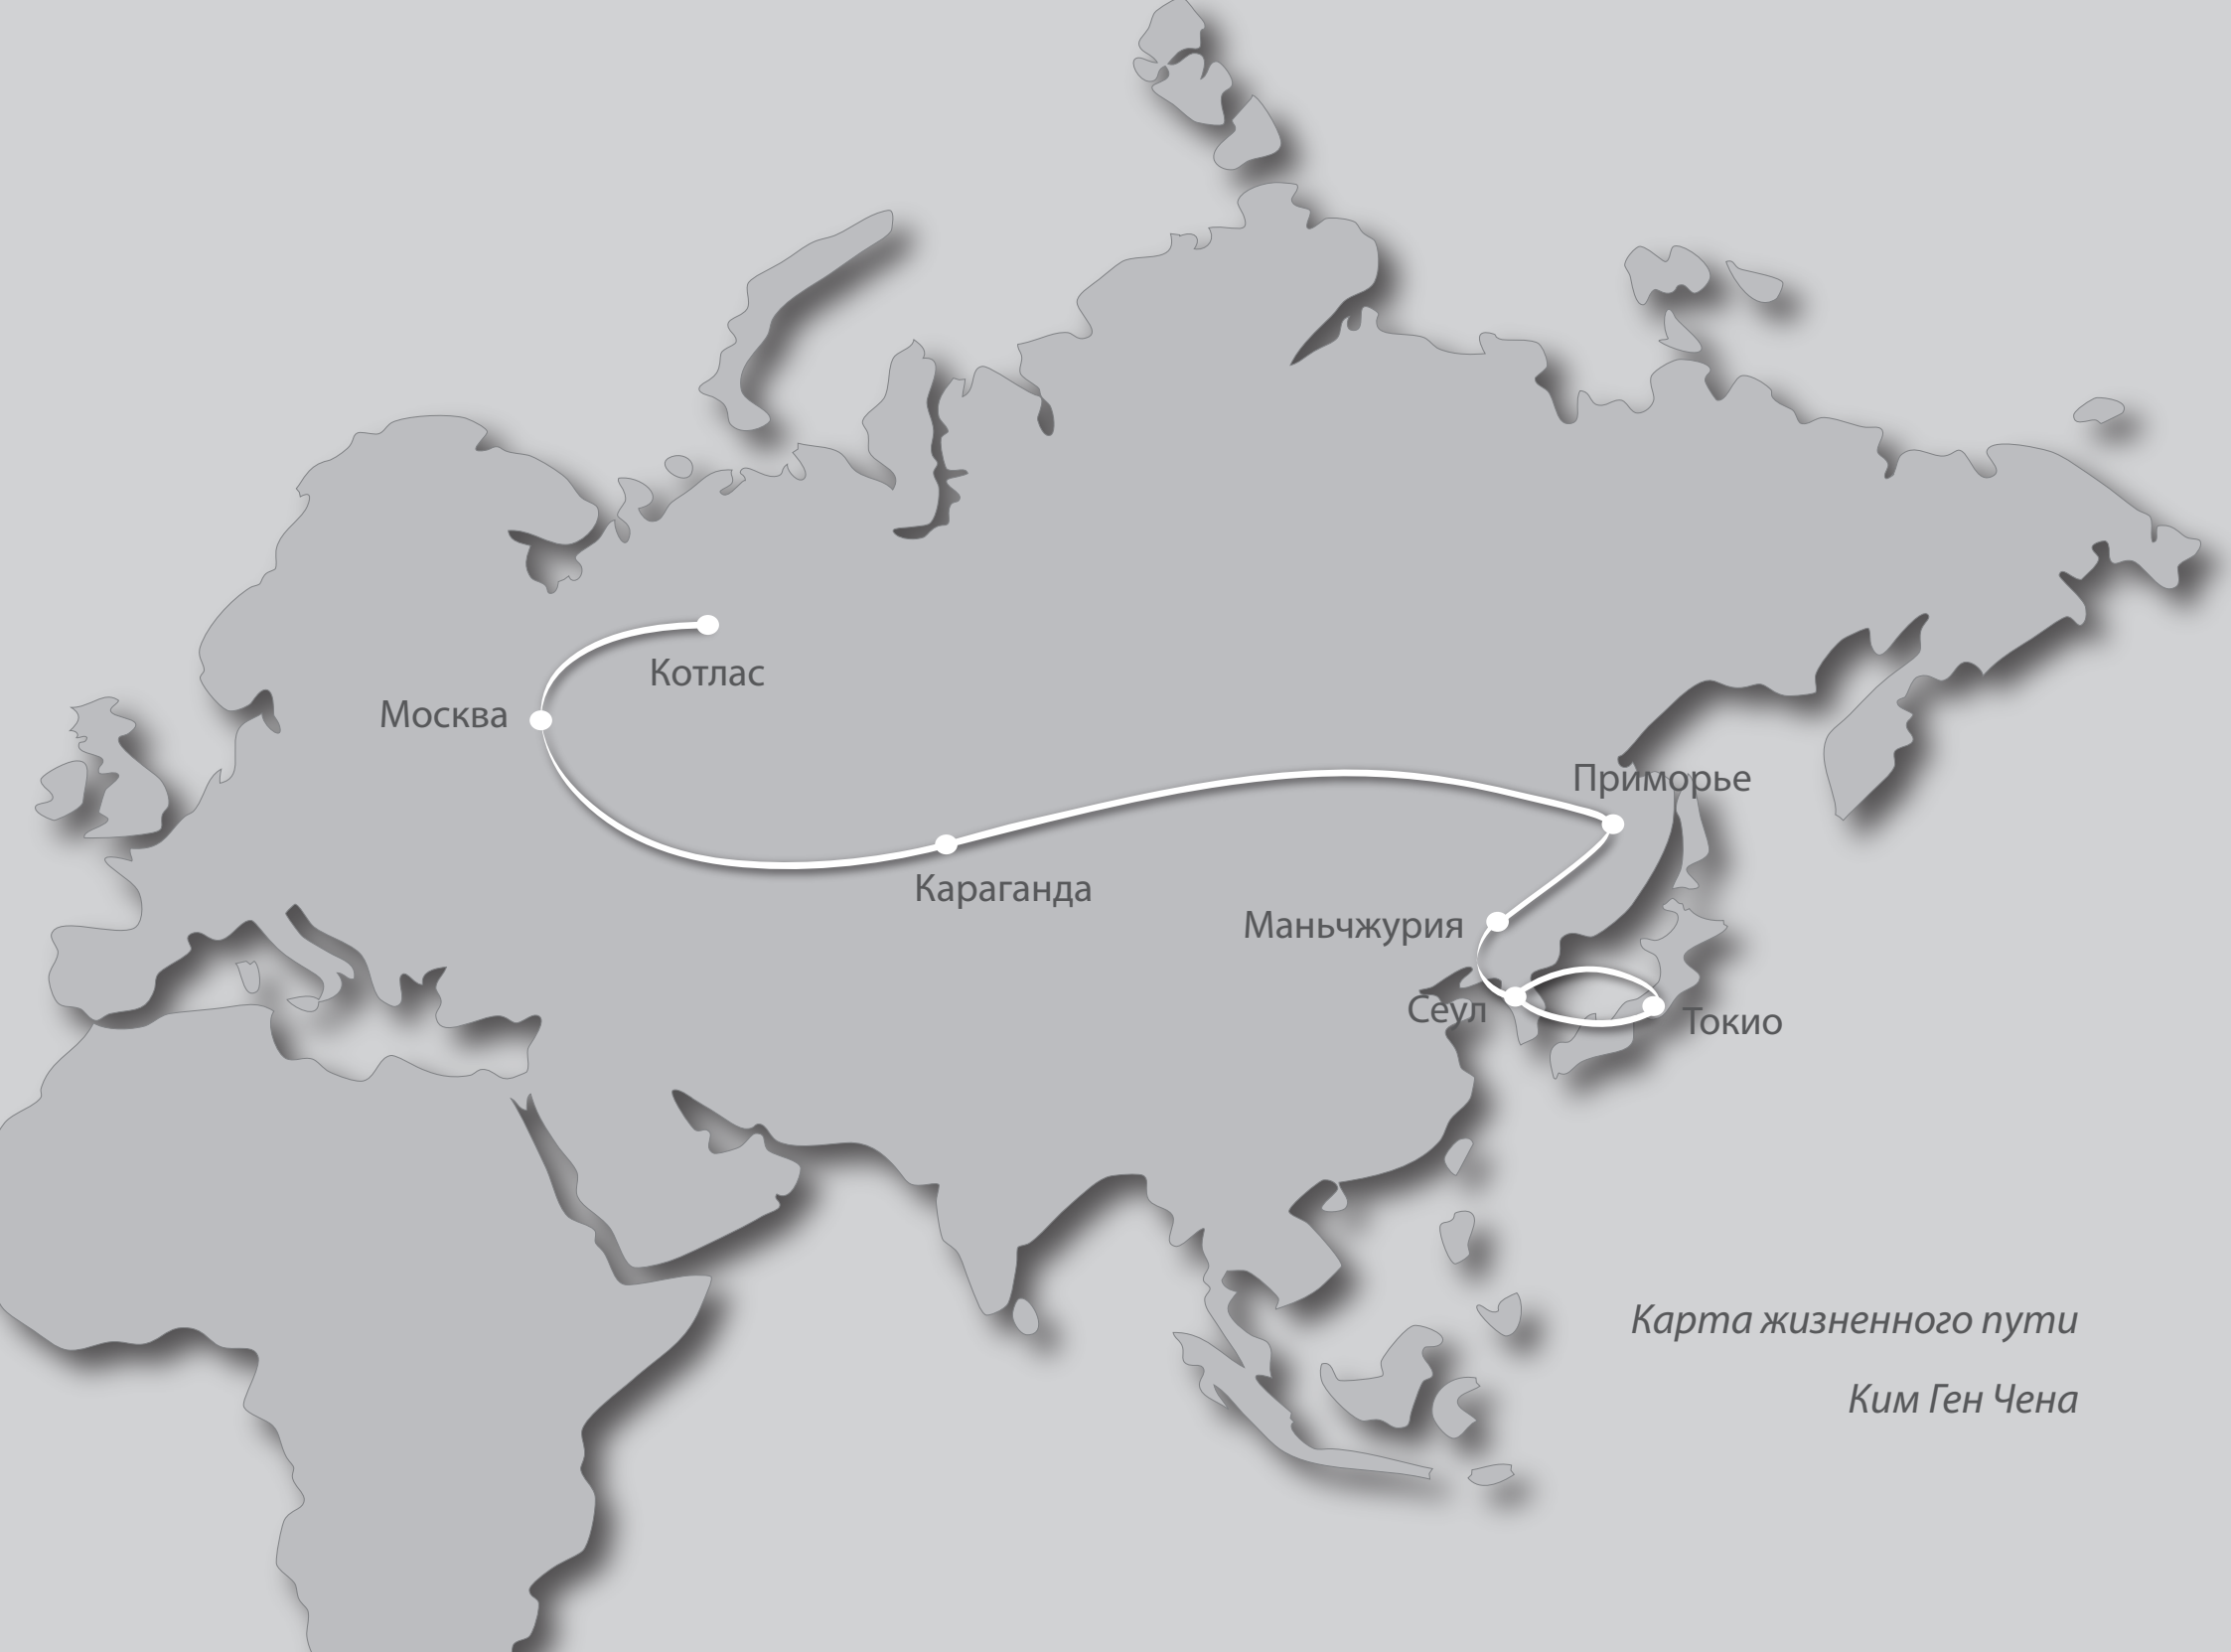 Котлас
Москва
Приморье
Караганда
Маньчжурия
Сеул
Токио
Карта жизненного пути
Ким Ген Чена